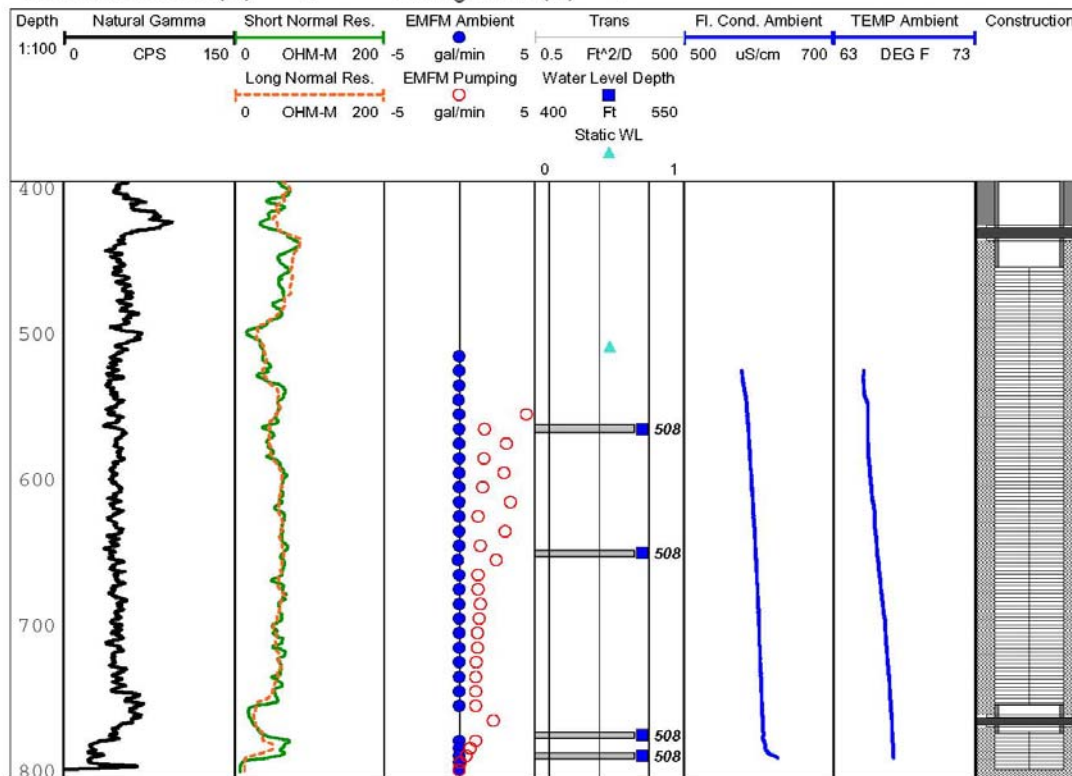 Depth Natural Gamma Short Normal Res. EMFM Ambient Trans Fl. Cond. Ambient TEMP Ambient Construction
1:100 0 CPS 150 0 OHM-M 200 -5 gal/min 5 0.5 Ft^2/D 500 500 uS/cm 700 63 DEG F 73
Long Normal Res. EMFM Pumping Water Level Depth
0 OHM-M 200 -5 gal/min 5 400 Ft 550
Static WL
0 1
400
500
508
600
508
700
508
508
800